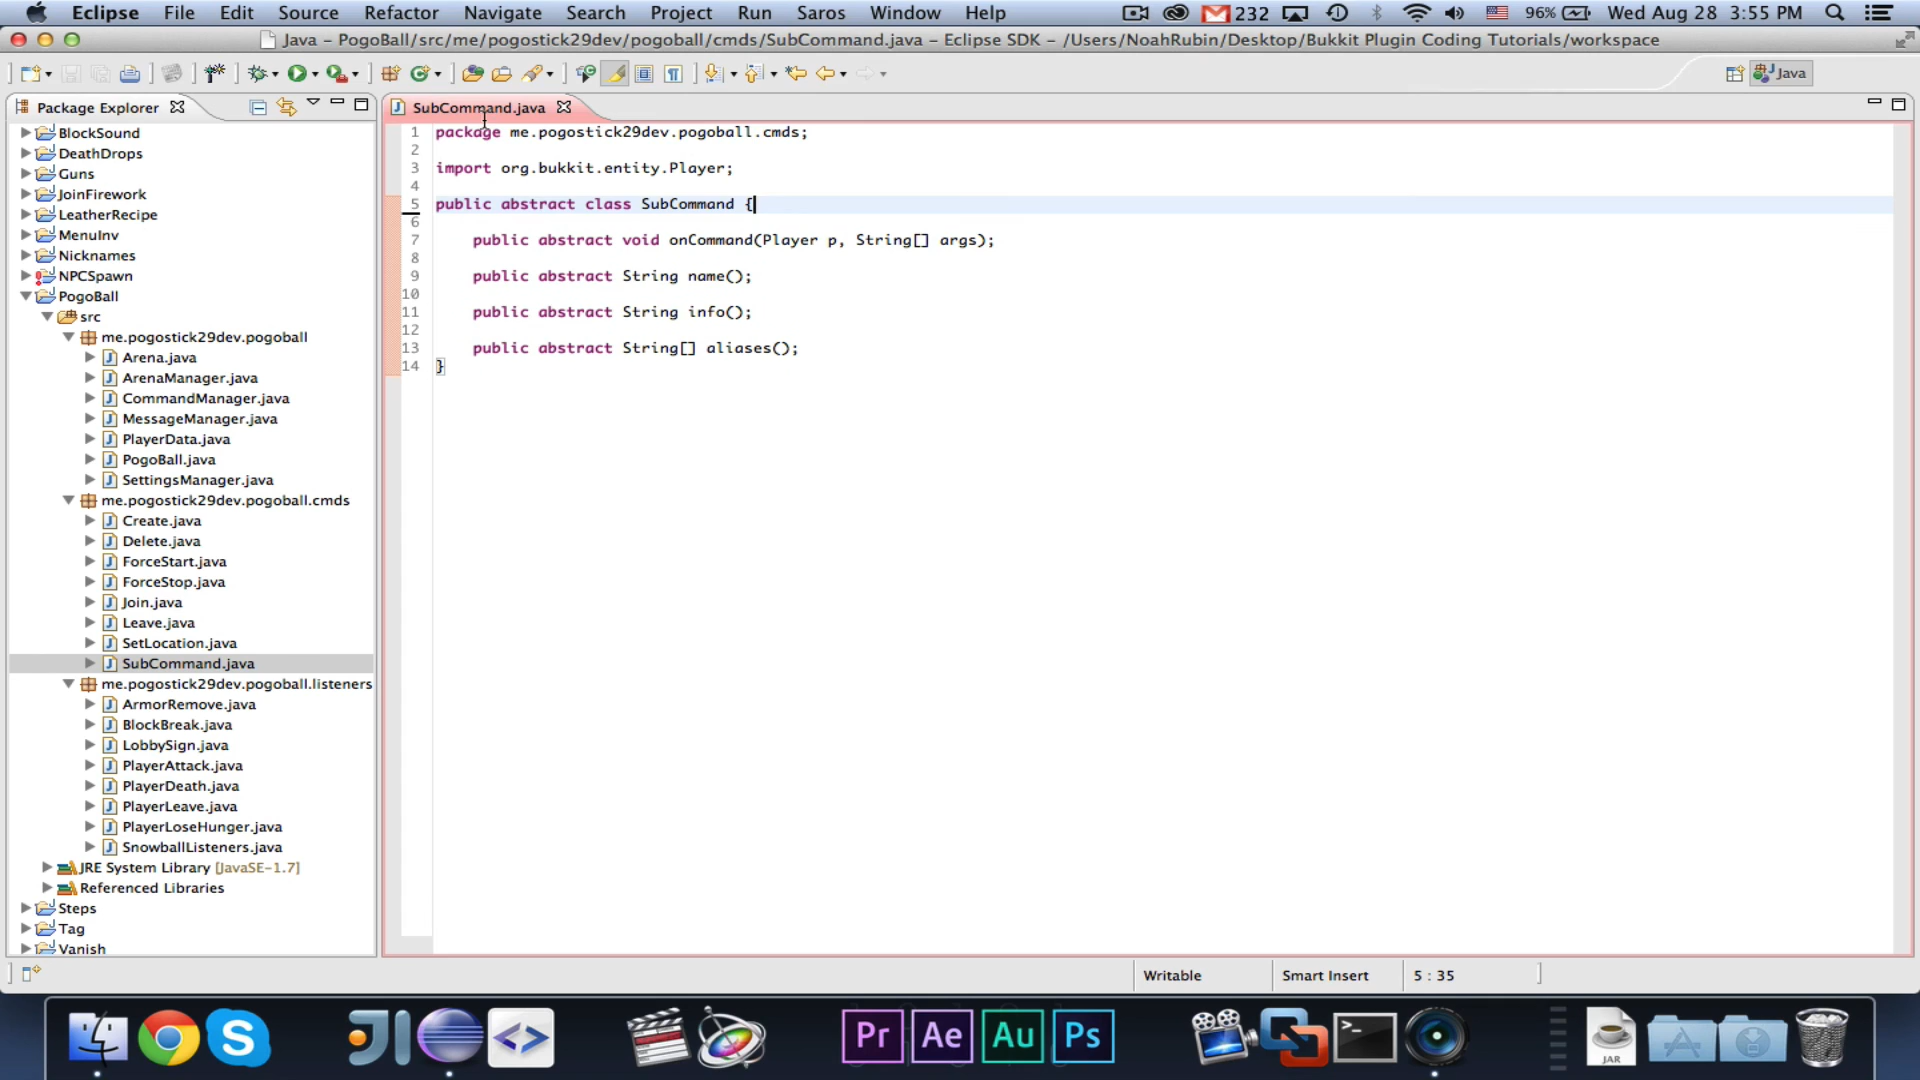 Eclipse File Edit Source Refactor Navigate Search Project Run Saros Window Help 232 96% Wed Aug 28 3:55 PM
Java – PogoBall/src/me/pogostick29dev/pogoball/cmds/SubCommand.java – Eclipse SDK – /Users/NoahRubin/Desktop/Bukkit Plugin Coding Tutorials/workspace
Java
Package Explorer
BlockSound
DeathDrops
Guns
JoinFirework
LeatherRecipe
MenuInv
Nicknames
NPCSpawn
PogoBall
src
me.pogostick29dev.pogoball
Arena.java
ArenaManager.java
CommandManager.java
MessageManager.java
PlayerData.java
PogoBall.java
SettingsManager.java
me.pogostick29dev.pogoball.cmds
Create.java
Delete.java
ForceStart.java
ForceStop.java
Join.java
Leave.java
SetLocation.java
SubCommand.java
me.pogostick29dev.pogoball.listeners
ArmorRemove.java
BlockBreak.java
LobbySign.java
PlayerAttack.java
PlayerDeath.java
PlayerLeave.java
PlayerLoseHunger.java
SnowballListeners.java
JRE System Library [JavaSE-1.7]
Referenced Libraries
Steps
Tag
Vanish
SubCommand.java
1 package me.pogostick29dev.pogoball.cmds;
2
3 import org.bukkit.entity.Player;
4
5 public abstract class SubCommand {
6
7 public abstract void onCommand(Player p, String[] args);
8
9 public abstract String name();
10
11 public abstract String info();
12
13 public abstract String[] aliases();
14 }
Writable Smart Insert 5 : 35
S JI Pr Ae Au Ps >_ JAR